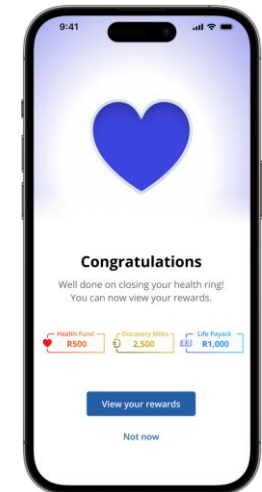 9:41
Congratulations
Well done on closing your health ring!
You can now view your rewards.
Health Fund Discovery Miles Life Payack
R500 2,500 R1,000
View your rewards
Not now